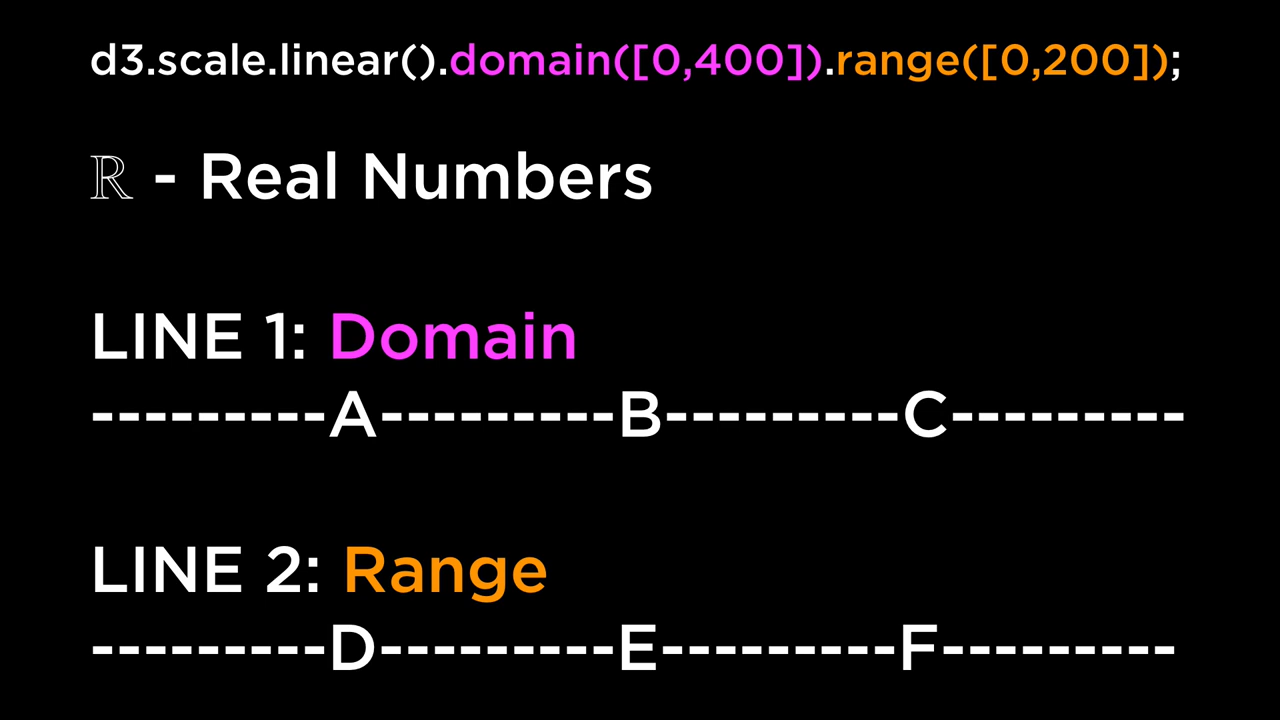 d3.scale.linear().domain([0,400]).range([0,200]);
ℝ - Real Numbers
LINE 1: Domain
---------A---------B---------C---------
LINE 2: Range
---------D---------E---------F---------